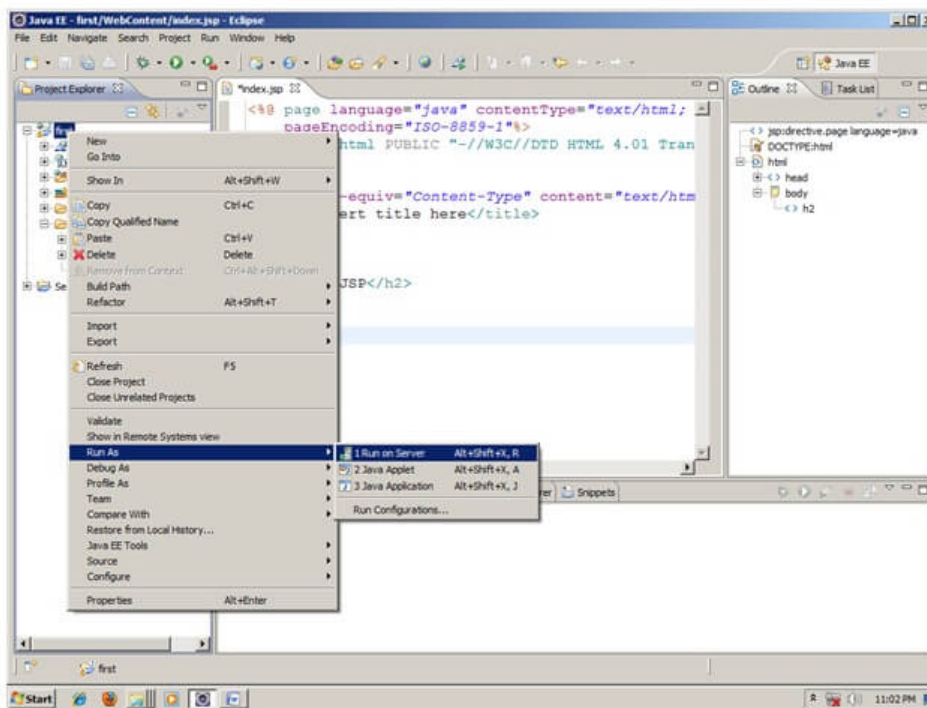 Java EE - first/WebContent/index.jsp - Eclipse
File Edit Navigate Search Project Run Window Help
Java EE
Project Explorer
*index.jsp
Outline
Task List
<%@ page language="java" contentType="text/html;
pageEncoding="ISO-8859-1"%>
html PUBLIC "-//W3C//DTD HTML 4.01 Tran
-equiv="Content-Type" content="text/htm
ert title here</title>
JSP</h2>
jsp:directive.page language=java
DOCTYPE:html
html
head
body
h2
first
Se
New
Go Into
Show In Alt+Shift+W
Copy Ctrl+C
Copy Qualified Name
Paste Ctrl+V
Delete Delete
Remove from Context Ctrl+Alt+Shift+Down
Build Path
Refactor Alt+Shift+T
Import
Export
Refresh F5
Close Project
Close Unrelated Projects
Validate
Show in Remote Systems view
Run As
Debug As
Profile As
Team
Compare With
Restore from Local History...
Java EE Tools
Source
Configure
Properties Alt+Enter
1 Run on Server Alt+Shift+X, R
2 Java Applet Alt+Shift+X, A
3 Java Application Alt+Shift+X, J
Run Configurations...
rer
Snippets
first
Start
11:02 PM